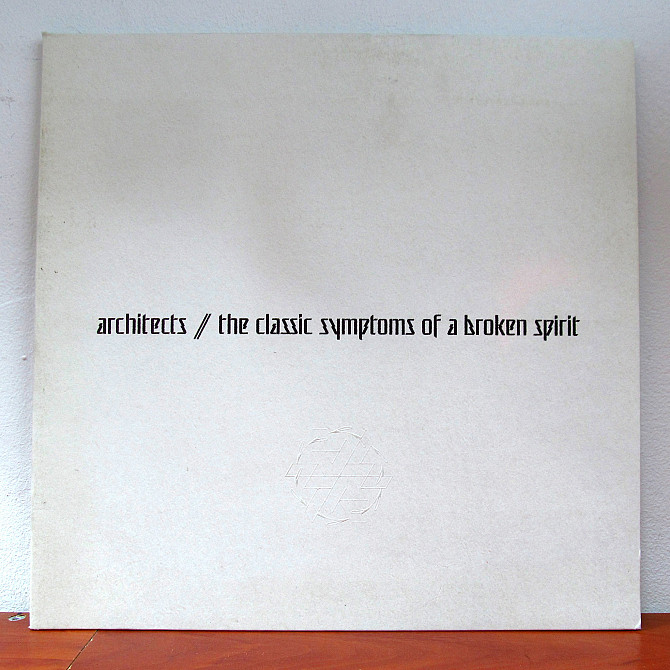 architects // the classic symptoms of a broken spirit